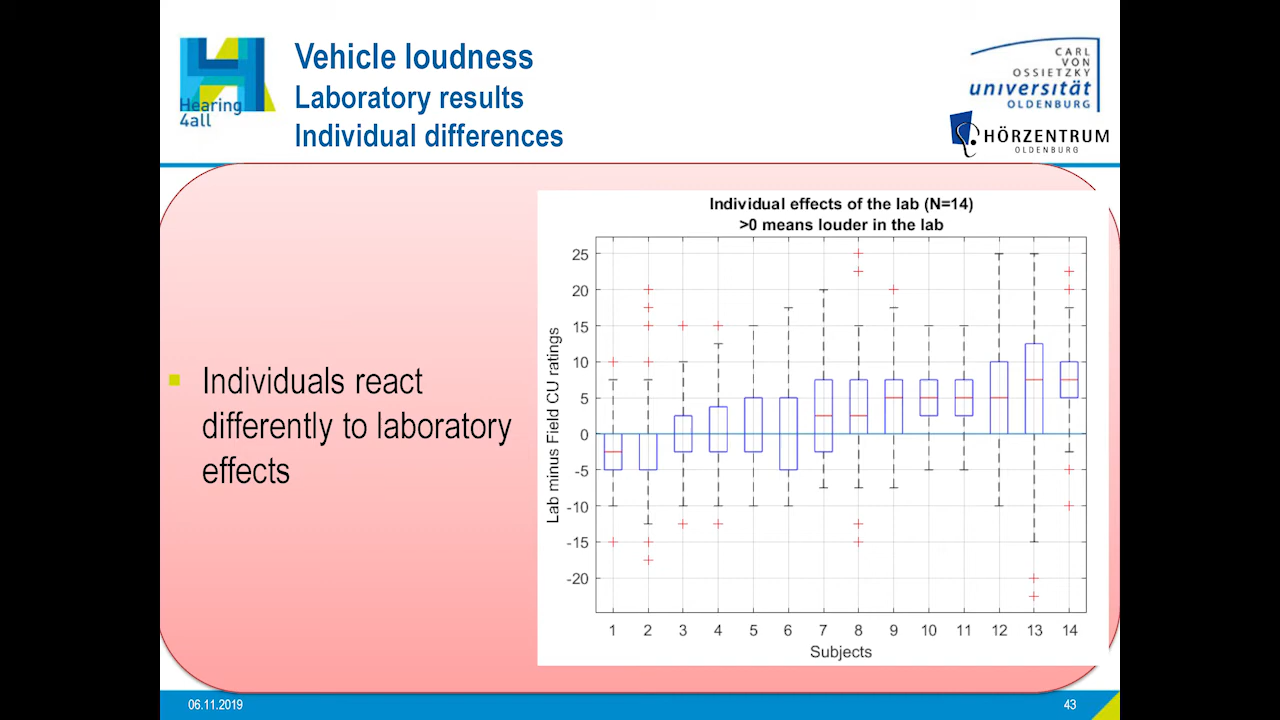 Hearing
4all
Vehicle loudness
Laboratory results
Individual differences
CARL
VON
OSSIETZKY
universität
OLDENBURG
HÖRZENTRUM
OLDENBURG
Individuals react
differently to laboratory
effects
Individual effects of the lab (N=14)
>0 means louder in the lab
Lab minus Field CU ratings
25
20
15
10
5
0
-5
-10
-15
-20
1 2 3 4 5 6 7 8 9 10 11 12 13 14
Subjects
06.11.2019
43